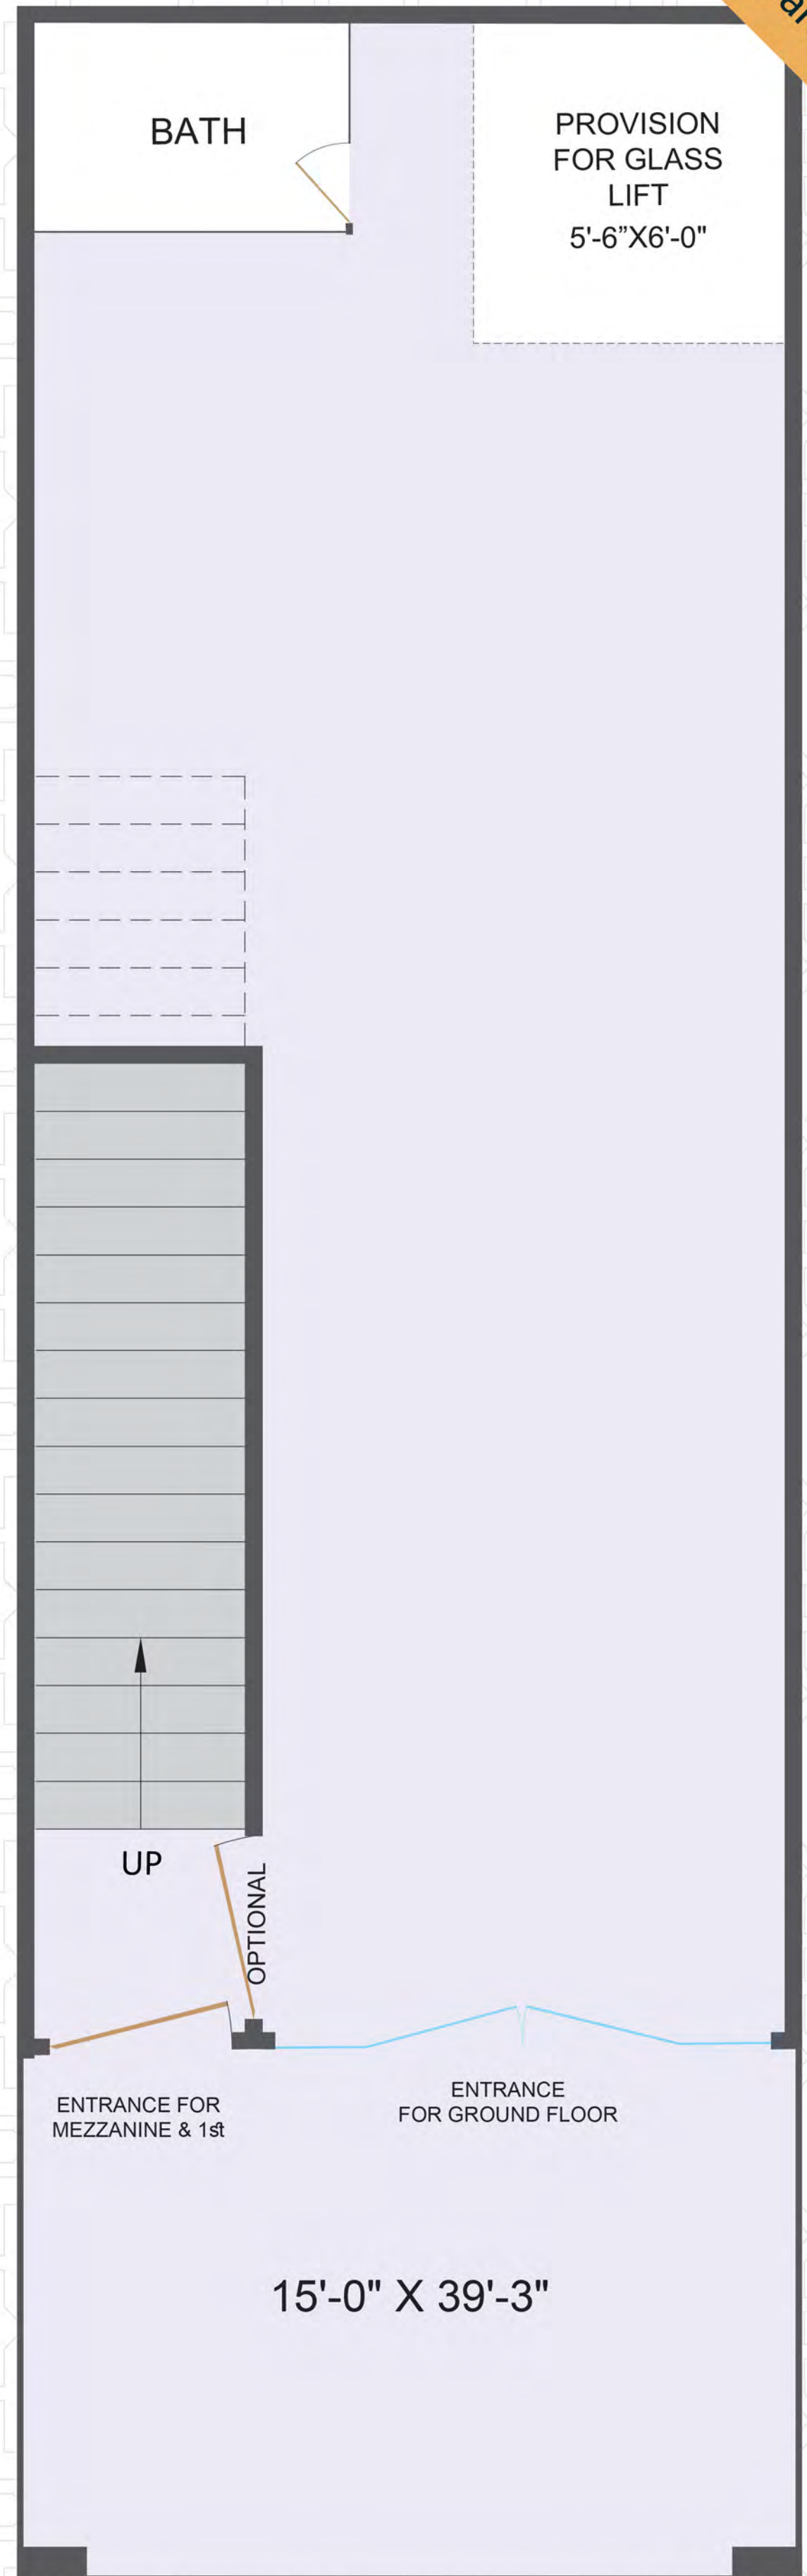 BATH
PROVISION
FOR GLASS
LIFT
5'-6”X6'-0"
UP
OPTIONAL
ENTRANCE FOR
MEZZANINE & 1st
ENTRANCE
FOR GROUND FLOOR
15'-0" X 39'-3"